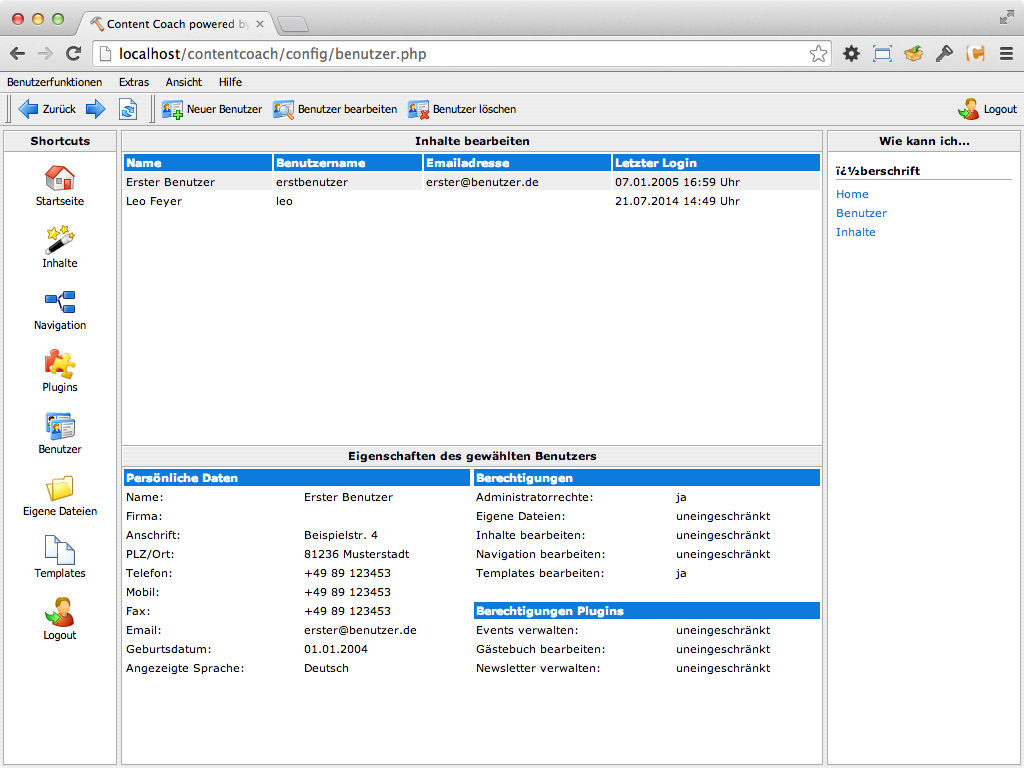 Content Coach powered by
localhost/contentcoach/config/benutzer.php
Benutzerfunktionen Extras Ansicht Hilfe
Zurück Neuer Benutzer Benutzer bearbeiten Benutzer löschen Logout
Shortcuts
Startseite
Inhalte
Navigation
Plugins
Benutzer
Eigene Dateien
Templates
Logout
Inhalte bearbeiten
Name Benutzername Emailadresse Letzter Login
Erster Benutzer erstbenutzer erster@benutzer.de 07.01.2005 16:59 Uhr
Leo Feyer leo 21.07.2014 14:49 Uhr
Eigenschaften des gewählten Benutzers
Persönliche Daten
Name: Erster Benutzer
Firma:
Anschrift: Beispielstr. 4
PLZ/Ort: 81236 Musterstadt
Telefon: +49 89 123453
Mobil: +49 89 123453
Fax: +49 89 123453
Email: erster@benutzer.de
Geburtsdatum: 01.01.2004
Angezeigte Sprache: Deutsch
Berechtigungen
Administratorrechte: ja
Eigene Dateien: uneingeschränkt
Inhalte bearbeiten: uneingeschränkt
Navigation bearbeiten: uneingeschränkt
Templates bearbeiten: ja
Berechtigungen Plugins
Events verwalten: uneingeschränkt
Gästebuch bearbeiten: uneingeschränkt
Newsletter verwalten: uneingeschränkt
Wie kann ich...
ï¿½berschrift
Home
Benutzer
Inhalte